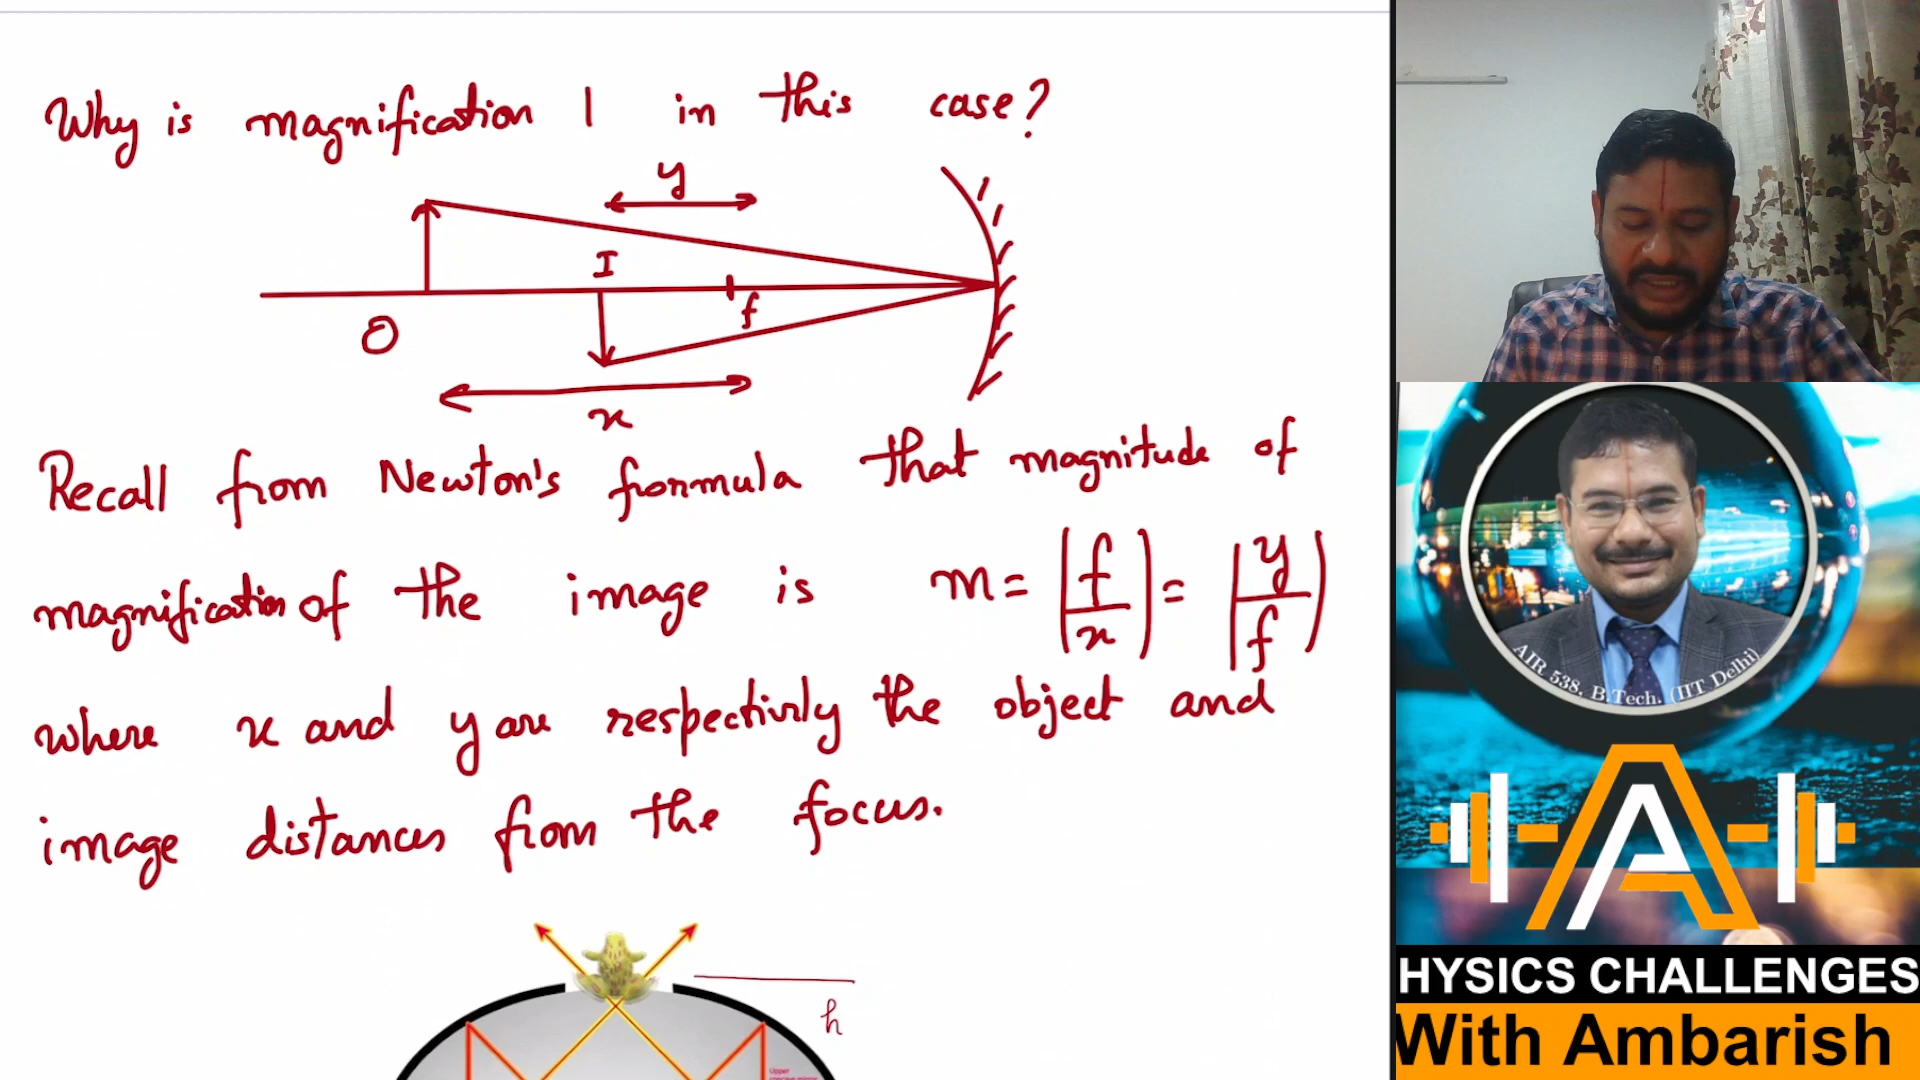 Why is magnification 1 in this case?
y
I
f
O
x
Recall from Newton's formula that magnitude of
magnification of the image is m = |f/x| = |y/f|
where x and y are respectively the object and
image distances from the focus.
h
Upper
AIR 538, B.Tech. (IIT Delhi)
A
HYSICS CHALLENGES
With Ambarish